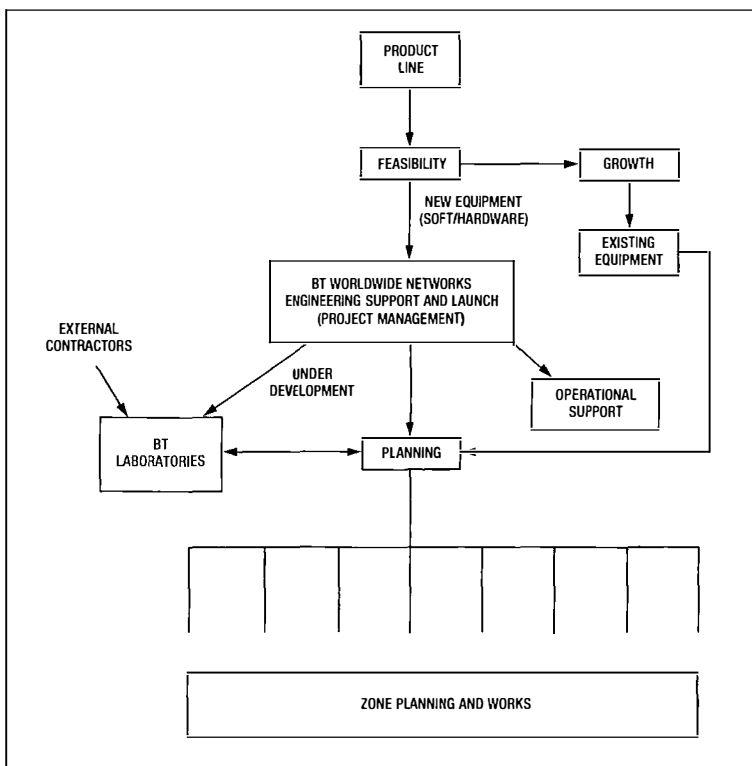 PRODUCT
LINE
FEASIBILITY
GROWTH
NEW EQUIPMENT
(SOFT/HARDWARE)
EXISTING
EQUIPMENT
BT WORLDWIDE NETWORKS
ENGINEERING SUPPORT AND LAUNCH
(PROJECT MANAGEMENT)
EXTERNAL
CONTRACTORS
UNDER
DEVELOPMENT
OPERATIONAL
SUPPORT
BT
LABORATORIES
PLANNING
ZONE PLANNING AND WORKS